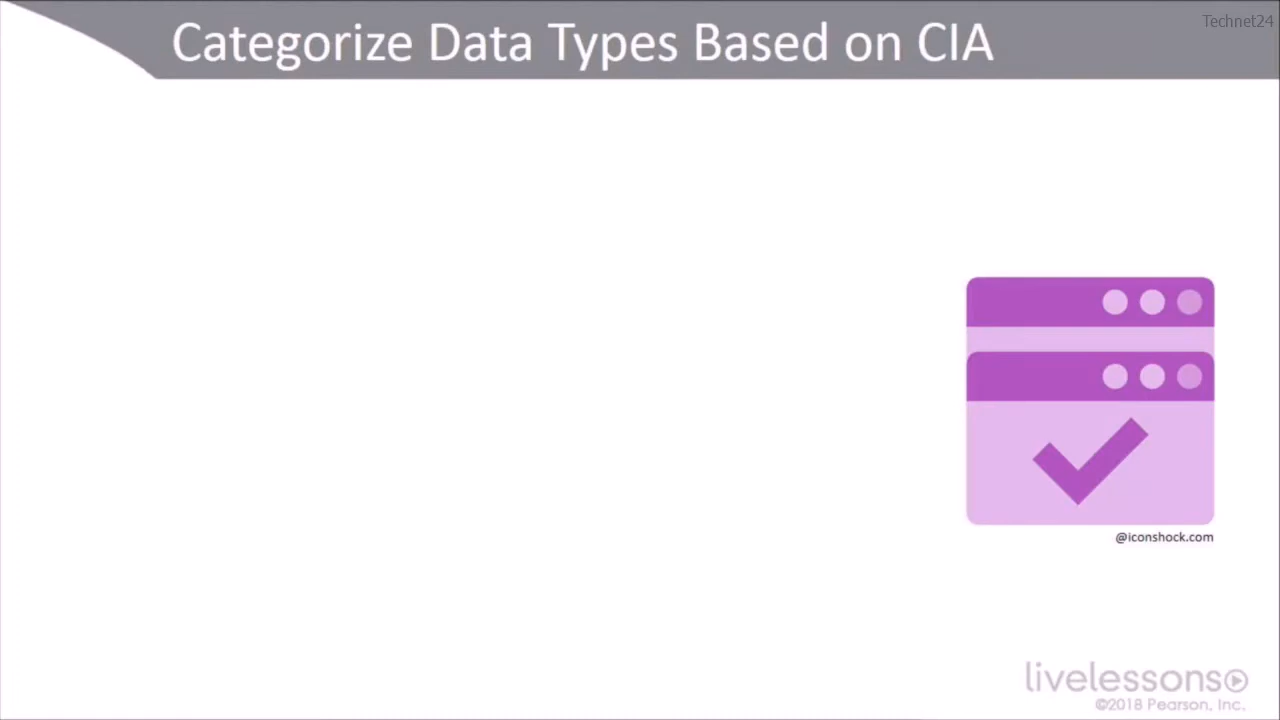 Technet24
Categorize Data Types Based on CIA
@iconshock.com
livelessons
©2018 Pearson, Inc.